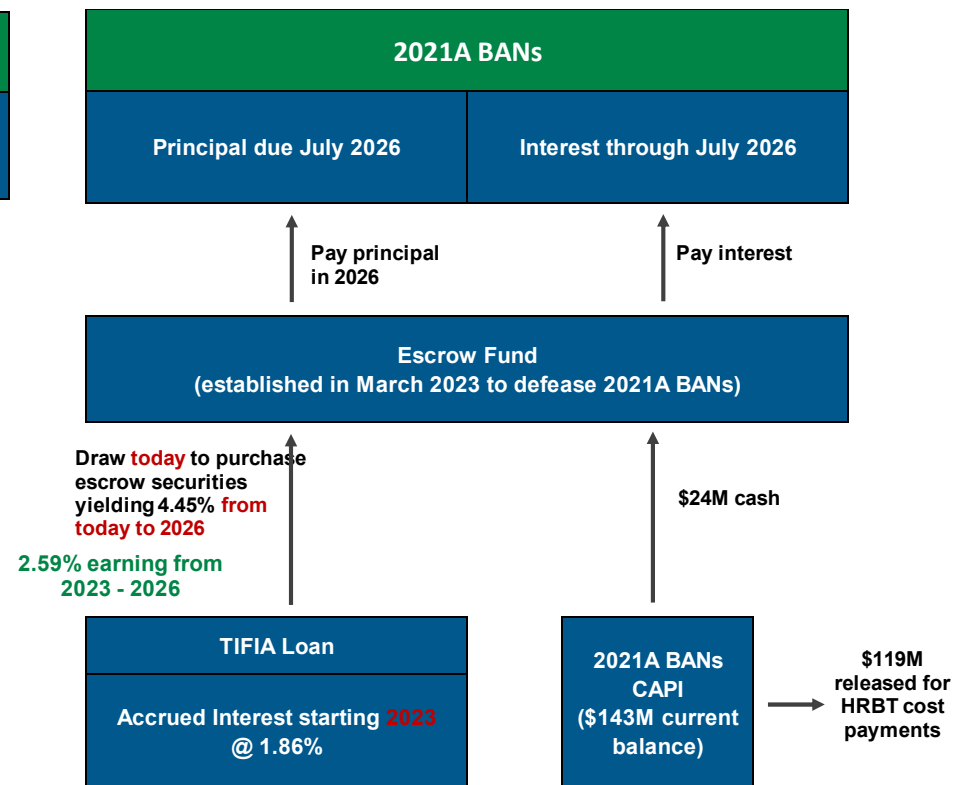 2021A BANs
Principal due July 2026
Interest through July 2026
Pay principal
in 2026
Pay interest
Escrow Fund
(established in March 2023 to defease 2021A BANs)
Draw today to purchase
escrow securities
yielding 4.45% from
today to 2026
$24M cash
2.59% earning from
2023 - 2026
TIFIA Loan
Accrued Interest starting 2023
@ 1.86%
2021A BANs
CAPI
($143M current
balance)
$119M
released for
HRBT cost
payments